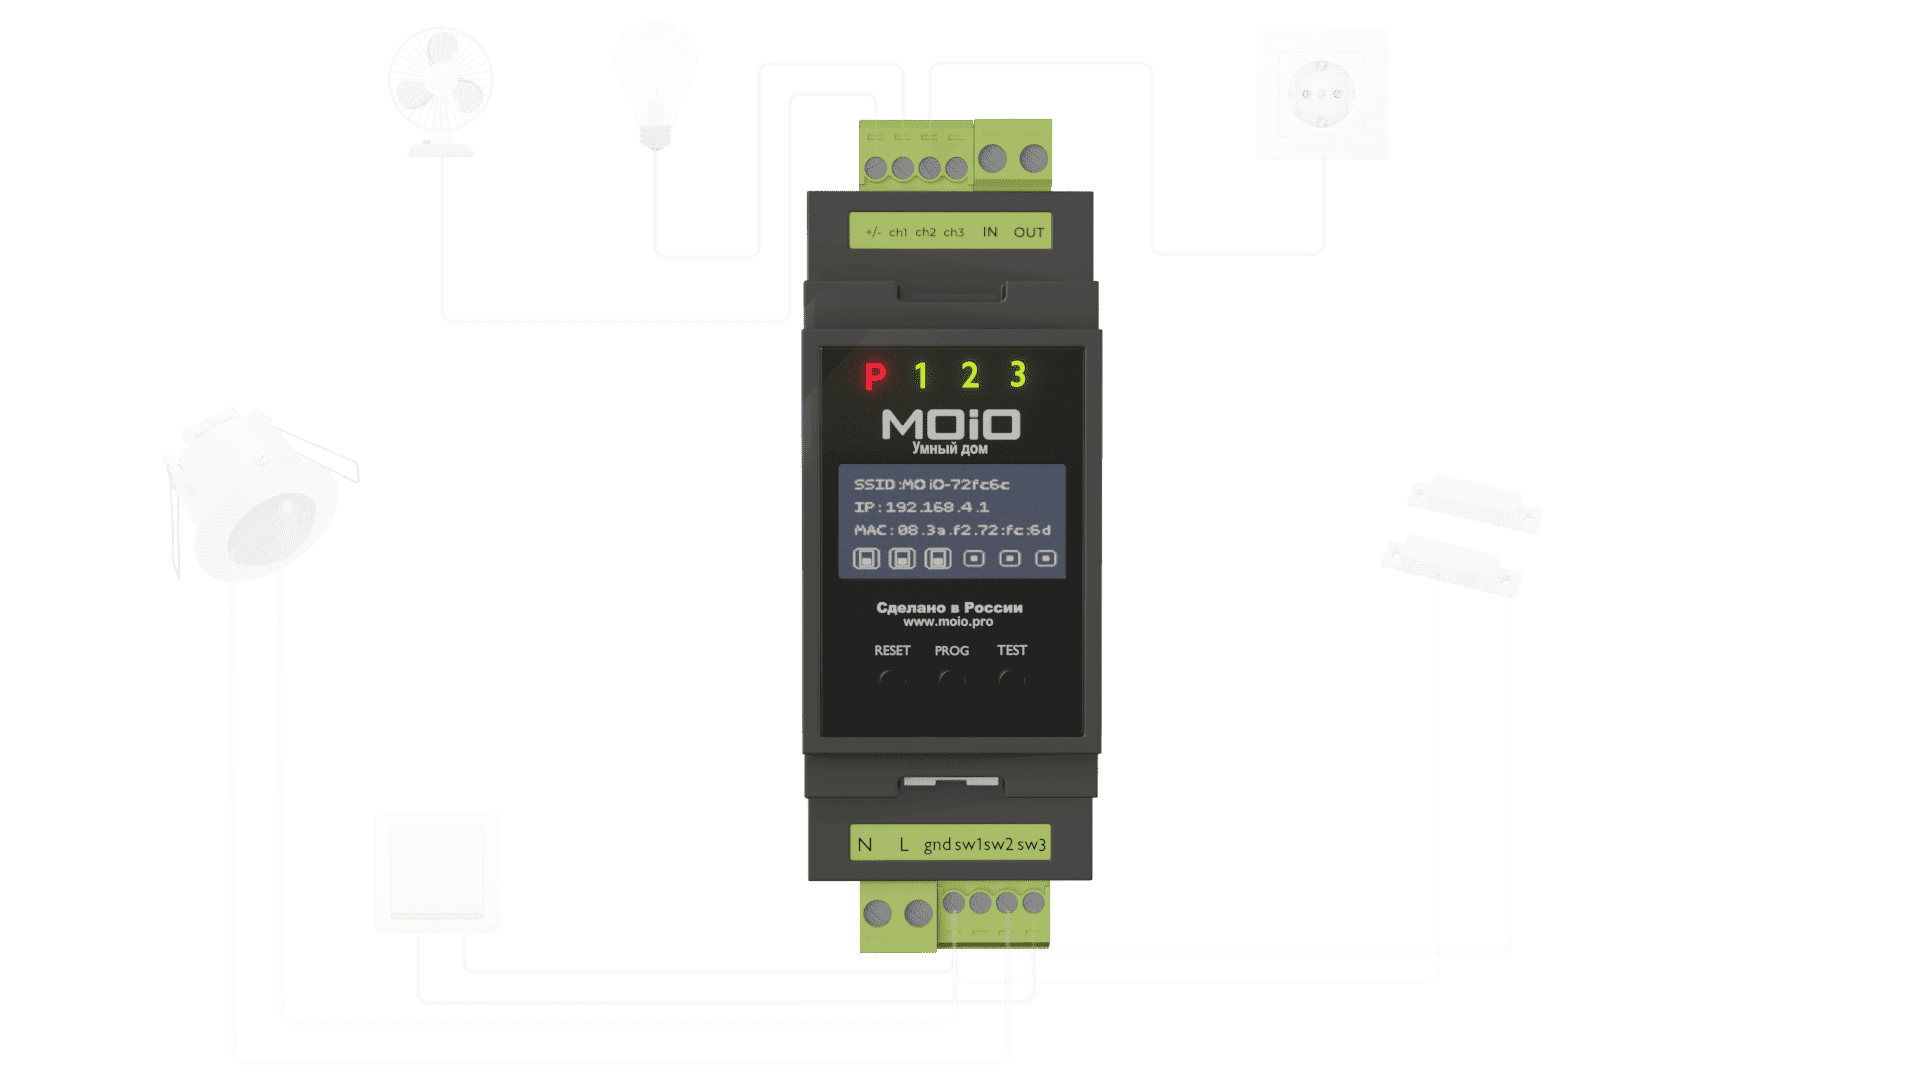 +/- ch1 ch2 ch3 IN OUT
P 1 2 3
MOiO
Умный дом
SSID:MOiO-72fc6c
IP:192.168.4.1
MAC:08.3a.f2.72:fc:6d
Сделано в России
www.moio.pro
RESET PROG TEST
N L gnd sw1 sw2 sw3